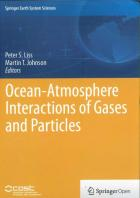 Springer Earth System Sciences
Peter S. Liss
Martin T. Johnson
Editors
Ocean-Atmosphere
Interactions of Gases
and Particles
cost
Springer Open